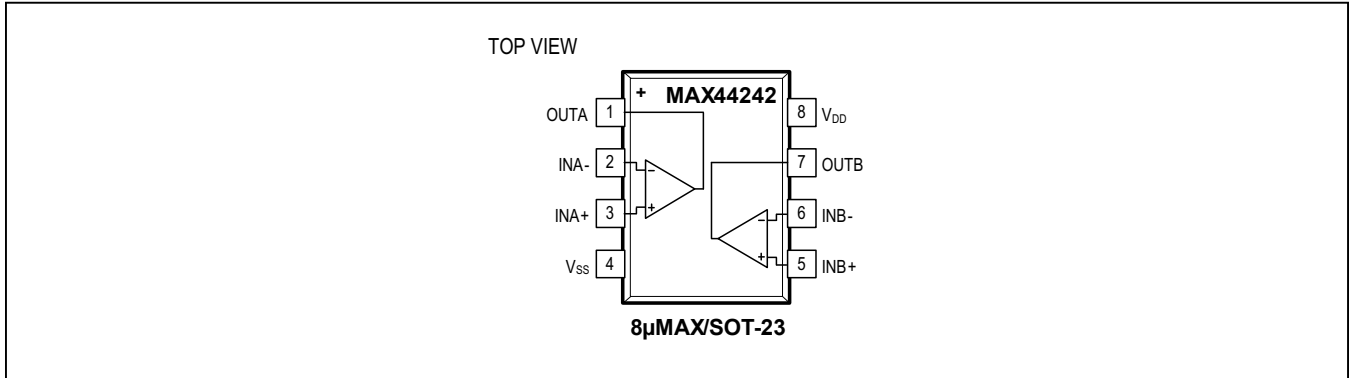 TOP VIEW
+ MAX44242
OUTA 1 8 VDD
INA- 2 7 OUTB
−
INA+ 3 + − 6 INB-
VSS 4 + 5 INB+
8µMAX/SOT-23